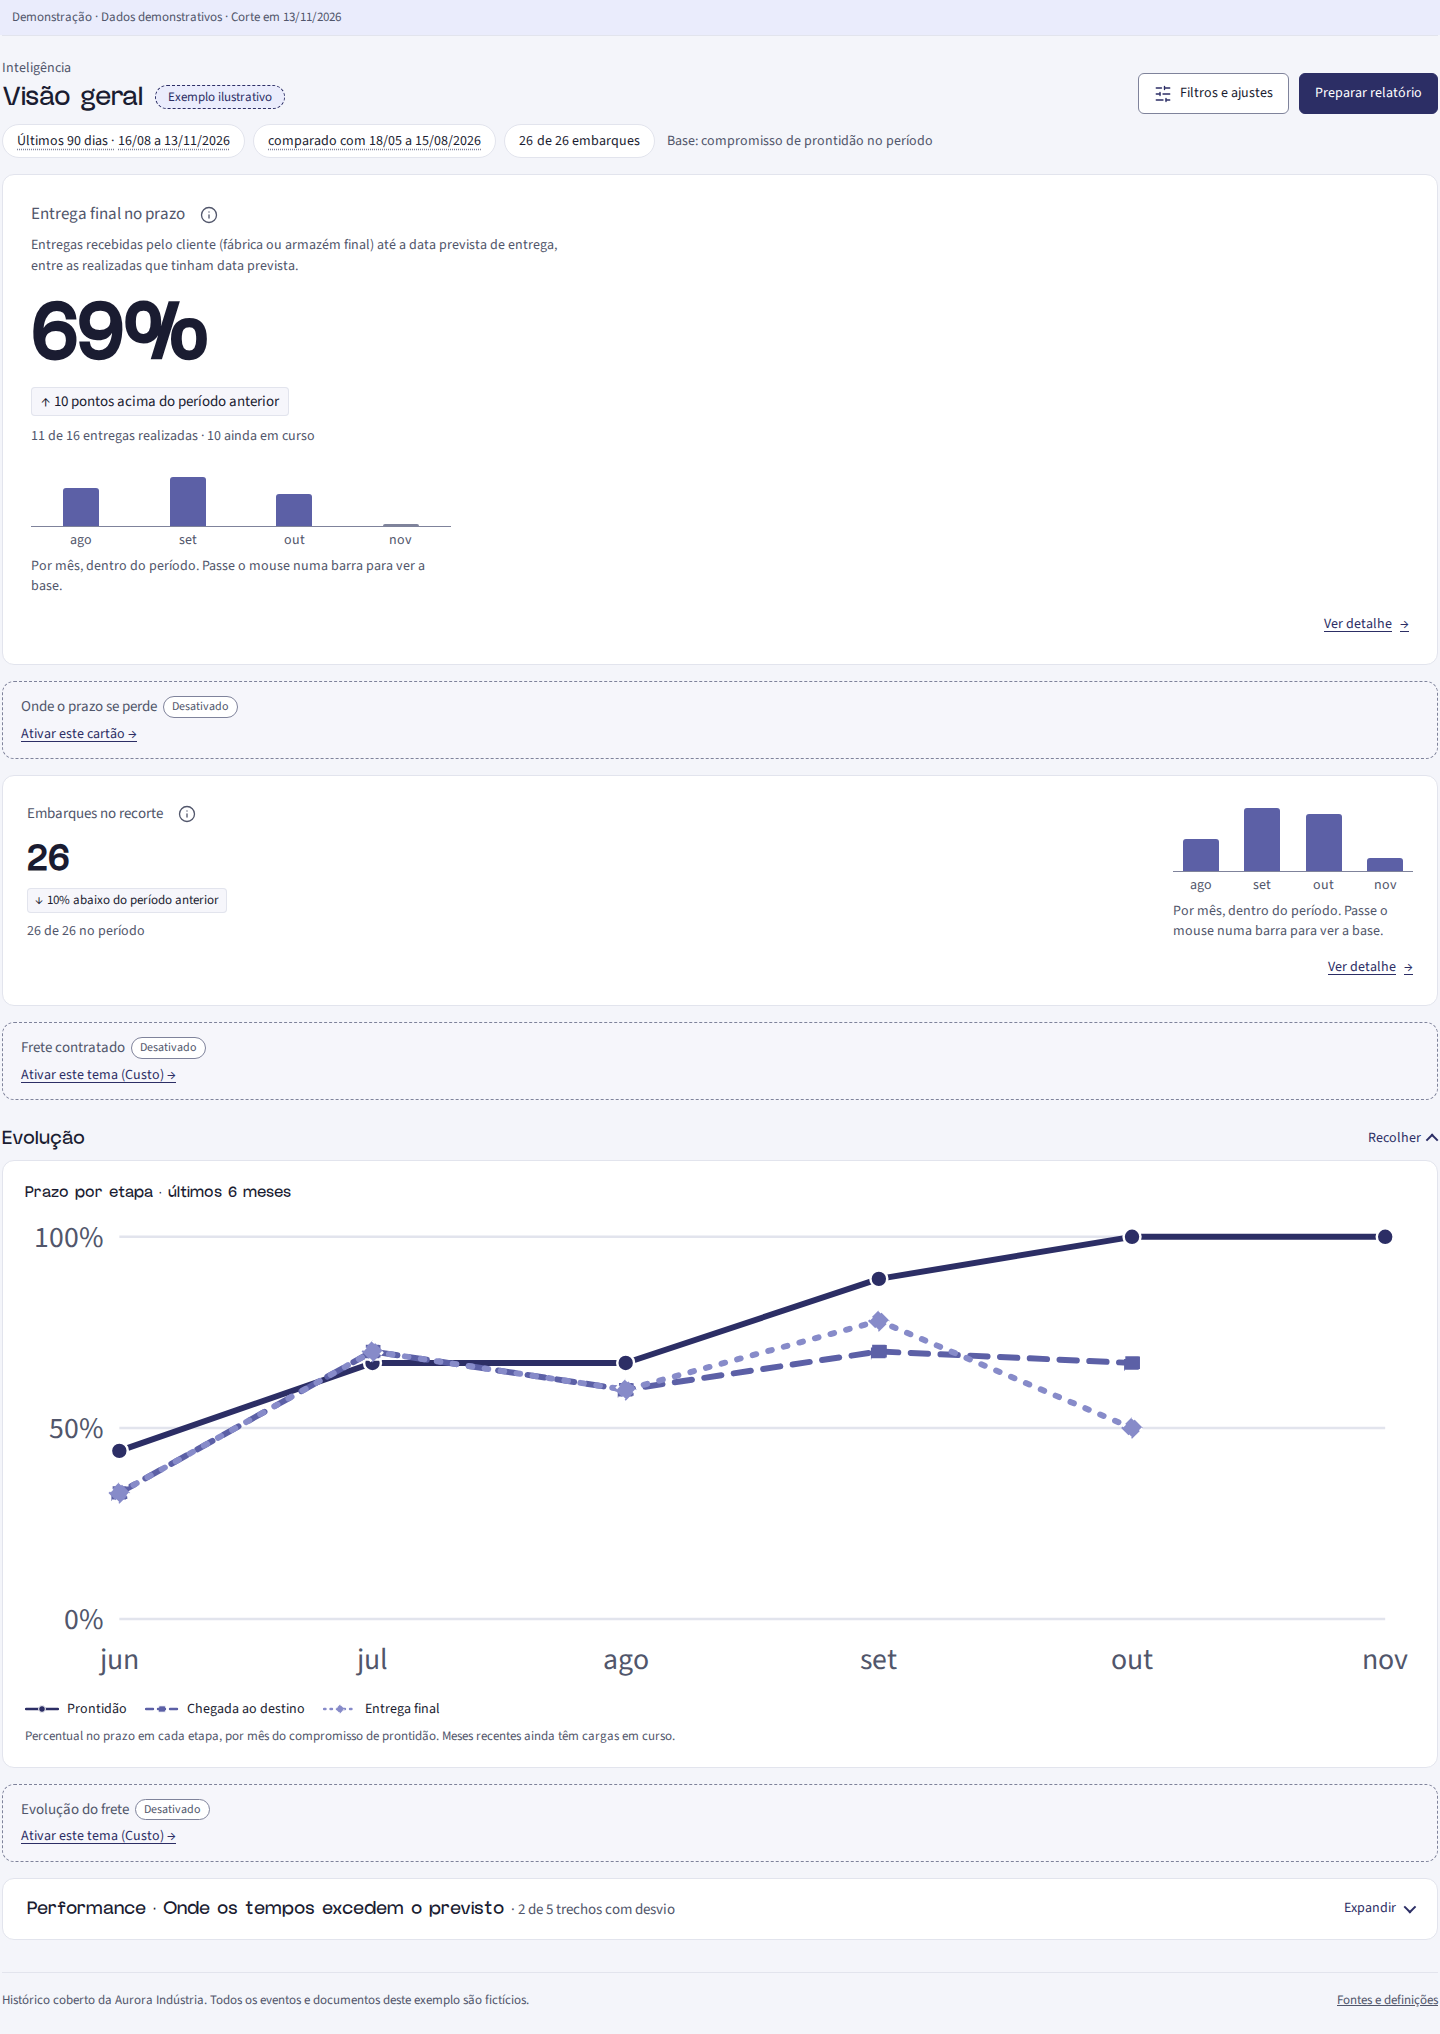 Demonstração · Dados demonstrativos · Corte em 13/11/2026
Inteligência
Visão geral
Exemplo ilustrativo
Filtros e ajustes
Preparar relatório
Últimos 90 dias · 16/08 a 13/11/2026
comparado com 18/05 a 15/08/2026
26 de 26 embarques
Base: compromisso de prontidão no período
Entrega final no prazo
Entregas recebidas pelo cliente (fábrica ou armazém final) até a data prevista de entrega,
entre as realizadas que tinham data prevista.
69%
↑ 10 pontos acima do período anterior
11 de 16 entregas realizadas · 10 ainda em curso
ago set out nov
Por mês, dentro do período. Passe o mouse numa barra para ver a
base.
Ver detalhe →
Onde o prazo se perde
Desativado
Ativar este cartão →
Embarques no recorte
26
↓ 10% abaixo do período anterior
26 de 26 no período
ago set out nov
Por mês, dentro do período. Passe o
mouse numa barra para ver a base.
Ver detalhe →
Frete contratado
Desativado
Ativar este tema (Custo) →
Evolução
Recolher
Prazo por etapa · últimos 6 meses
100%
50%
0%
jun jul ago set out nov
Prontidão
Chegada ao destino
Entrega final
Percentual no prazo em cada etapa, por mês do compromisso de prontidão. Meses recentes ainda têm cargas em curso.
Evolução do frete
Desativado
Ativar este tema (Custo) →
Performance · Onde os tempos excedem o previsto · 2 de 5 trechos com desvio
Expandir
Histórico coberto da Aurora Indústria. Todos os eventos e documentos deste exemplo são fictícios.
Fontes e definições